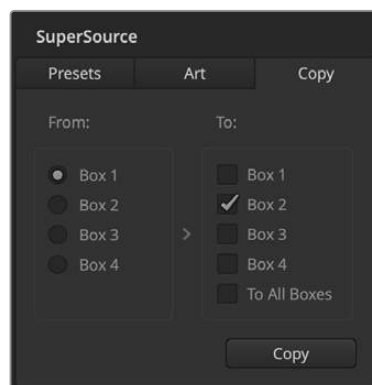 SuperSource
Presets Art Copy
From: To:
Box 1 Box 1
Box 2 Box 2
Box 3 > Box 3
Box 4 Box 4
To All Boxes
Copy